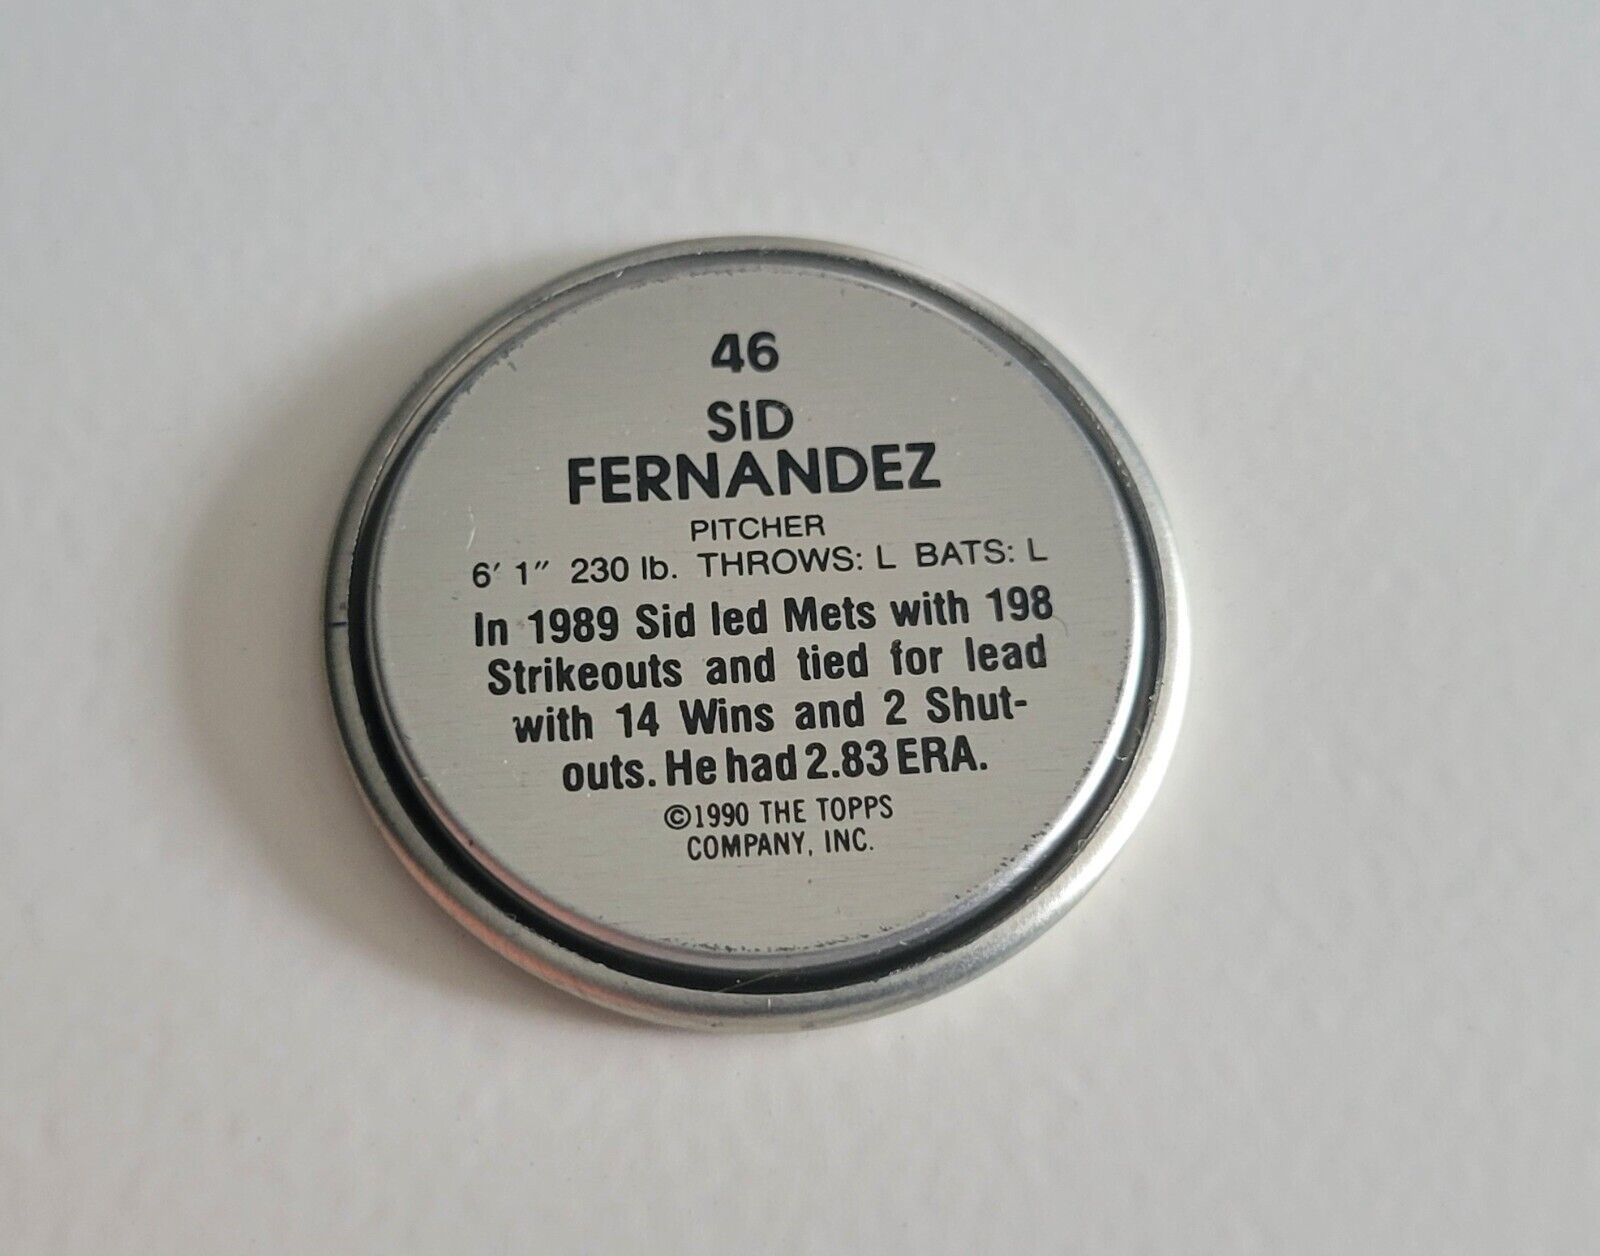 46
SID
FERNANDEZ
PITCHER
6' 1" 230 lb. THROWS: L BATS: L
In 1989 Sid led Mets with 198
Strikeouts and tied for lead
with 14 Wins and 2 Shut-
outs. He had 2.83 ERA.
©1990 THE TOPPS
COMPANY, INC.